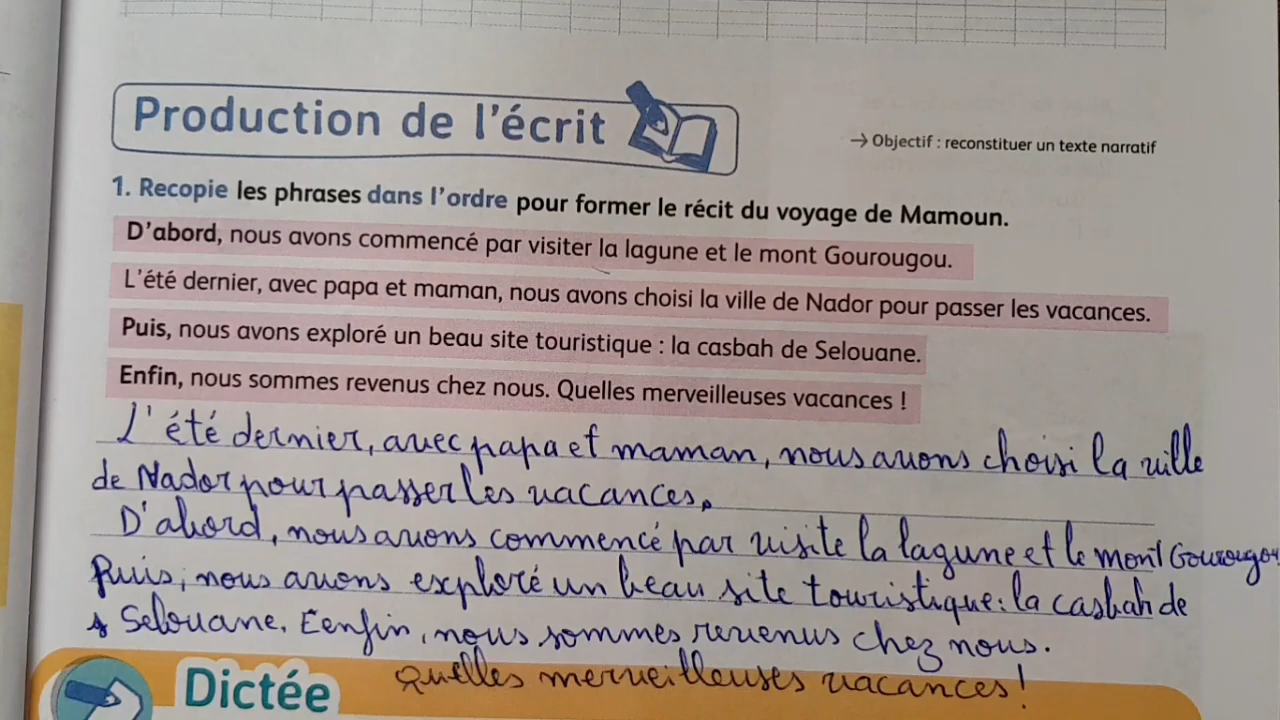 Production de l'écrit
→ Objectif : reconstituer un texte narratif
1. Recopie les phrases dans l'ordre pour former le récit du voyage de Mamoun.
D'abord, nous avons commencé par visiter la lagune et le mont Gourougou.
L'été dernier, avec papa et maman, nous avons choisi la ville de Nador pour passer les vacances.
Puis, nous avons exploré un beau site touristique : la casbah de Selouane.
Enfin, nous sommes revenus chez nous. Quelles merveilleuses vacances !
L'été dernier, avec papa et maman, nous avons choisi la ville
de Nador pour passer les vacances.
D'abord, nous avons commencé par visite la lagune et le mont Gourougou
Puis, nous avons exploré un beau site touristique: la casbah de
Selouane. Eenfin, nous sommes revenus chez nous.
Quelles merveilleuses vacances!
Dictée